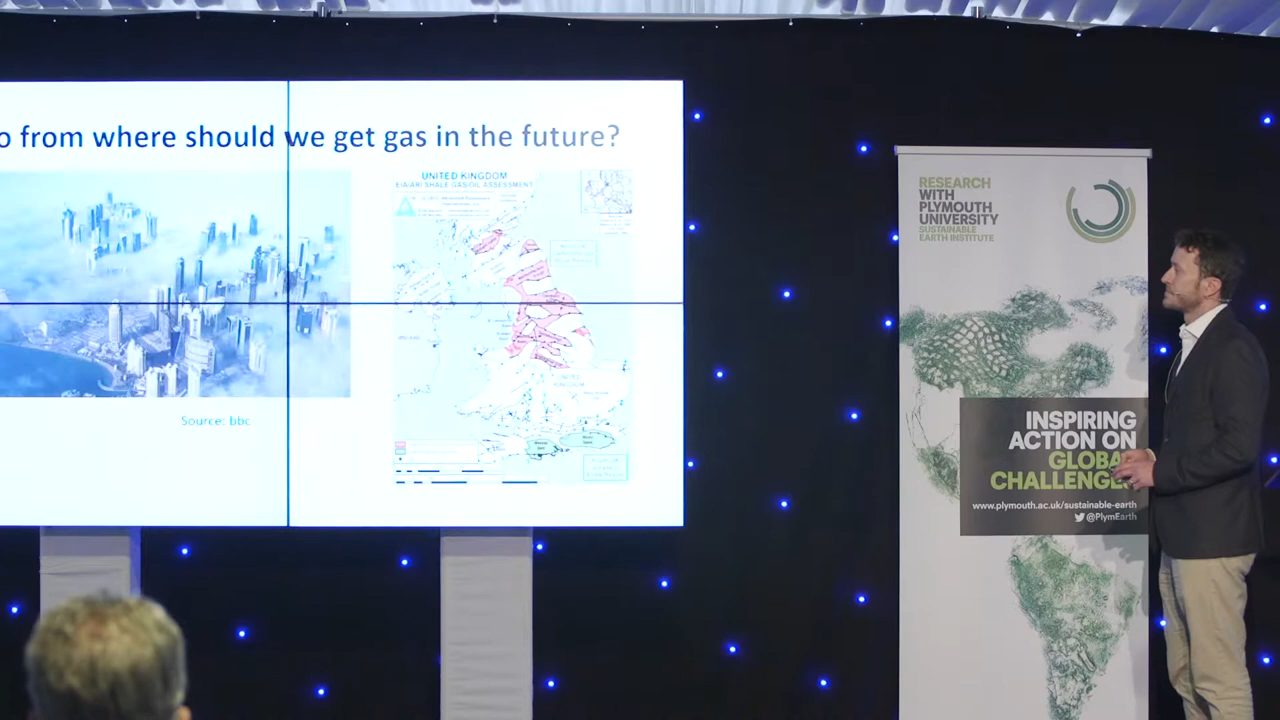 o from where should we get gas in the future?
UNITED KINGDOM
EIA/ARI SHALE GAS/OIL ASSESSMENT
Source: bbc
RESEARCH
WITH
PLYMOUTH
UNIVERSITY
SUSTAINABLE
EARTH INSTITUTE
INSPIRING
ACTION ON
GLOBAL
CHALLENGES
www.plymouth.ac.uk/sustainable-earth
@PlymEarth